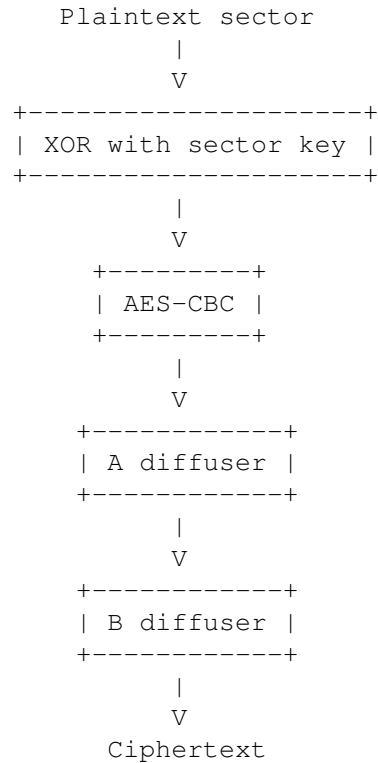 Plaintext sector
|
V
+---------------------+
| XOR with sector key |
+---------------------+
|
V
+---------+
| AES-CBC |
+---------+
|
V
+------------+
| A diffuser |
+------------+
|
V
+------------+
| B diffuser |
+------------+
|
V
Ciphertext